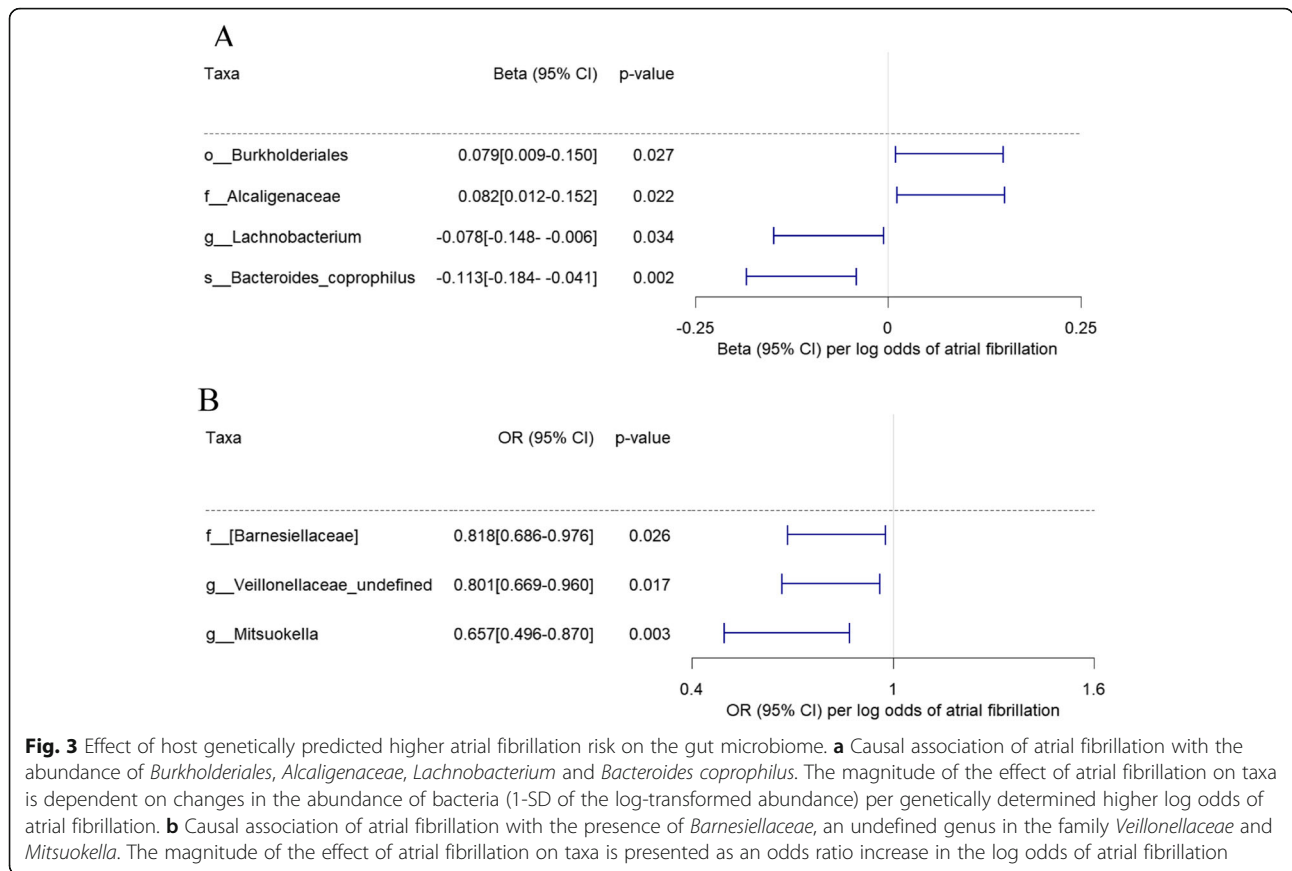 A
Taxa Beta (95% CI) p-value
o__Burkholderiales 0.079[0.009-0.150] 0.027
f__Alcaligenaceae 0.082[0.012-0.152] 0.022
g__Lachnobacterium -0.078[-0.148- -0.006] 0.034
s__Bacteroides_coprophilus -0.113[-0.184- -0.041] 0.002
-0.25 0 0.25
Beta (95% CI) per log odds of atrial fibrillation
B
Taxa OR (95% CI) p-value
f__[Barnesiellaceae] 0.818[0.686-0.976] 0.026
g__Veillonellaceae_undefined 0.801[0.669-0.960] 0.017
g__Mitsuokella 0.657[0.496-0.870] 0.003
0.4 1 1.6
OR (95% CI) per log odds of atrial fibrillation
Fig. 3 Effect of host genetically predicted higher atrial fibrillation risk on the gut microbiome. a Causal association of atrial fibrillation with the
abundance of Burkholderiales, Alcaligenaceae, Lachnobacterium and Bacteroides coprophilus. The magnitude of the effect of atrial fibrillation on taxa
is dependent on changes in the abundance of bacteria (1-SD of the log-transformed abundance) per genetically determined higher log odds of
atrial fibrillation. b Causal association of atrial fibrillation with the presence of Barnesiellaceae, an undefined genus in the family Veillonellaceae and
Mitsuokella. The magnitude of the effect of atrial fibrillation on taxa is presented as an odds ratio increase in the log odds of atrial fibrillation